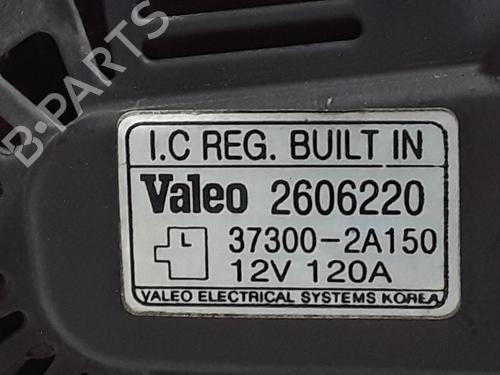 B-PARTS
I.C REG. BUILT IN
Valeo 2606220
37300-2A150
12V 120A
VALEO ELECTRICAL SYSTEMS KOREA